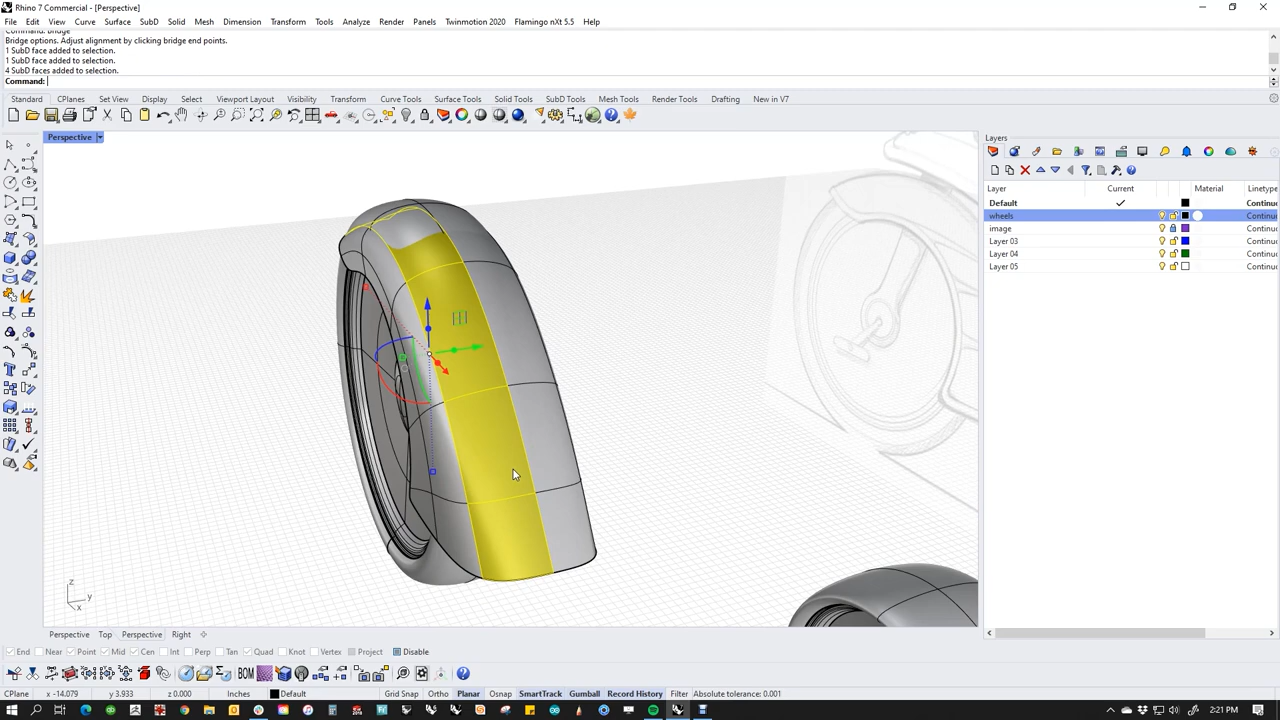 Rhino 7 Commercial - [Perspective]
File Edit View Curve Surface SubD Solid Mesh Dimension Transform Tools Analyze Render Panels Twinmotion 2020 Flamingo nXt 5.5 Help
Command: Bridge
Bridge options. Adjust alignment by clicking bridge end points.
1 SubD face added to selection.
1 SubD face added to selection.
4 SubD faces added to selection.
Command:
Standard CPlanes Set View Display Select Viewport Layout Visibility Transform Curve Tools Surface Tools Solid Tools SubD Tools Mesh Tools Render Tools Drafting New in V7
Perspective
Layers
Layer Current Material Linetype
Default Continuo
wheels Continuo
image Continuo
Layer 03 Continuo
Layer 04 Continuo
Layer 05 Continuo
z
y
x
Perspective Top Perspective Right
End Near Point Mid Cen Int Perp Tan Quad Knot Vertex Project Disable
BOM
CPlane x -14.079 y 3.933 z 0.000 Inches Default Grid Snap Ortho Planar Osnap SmartTrack Gumball Record History Filter Absolute tolerance: 0.001
2:21 PM